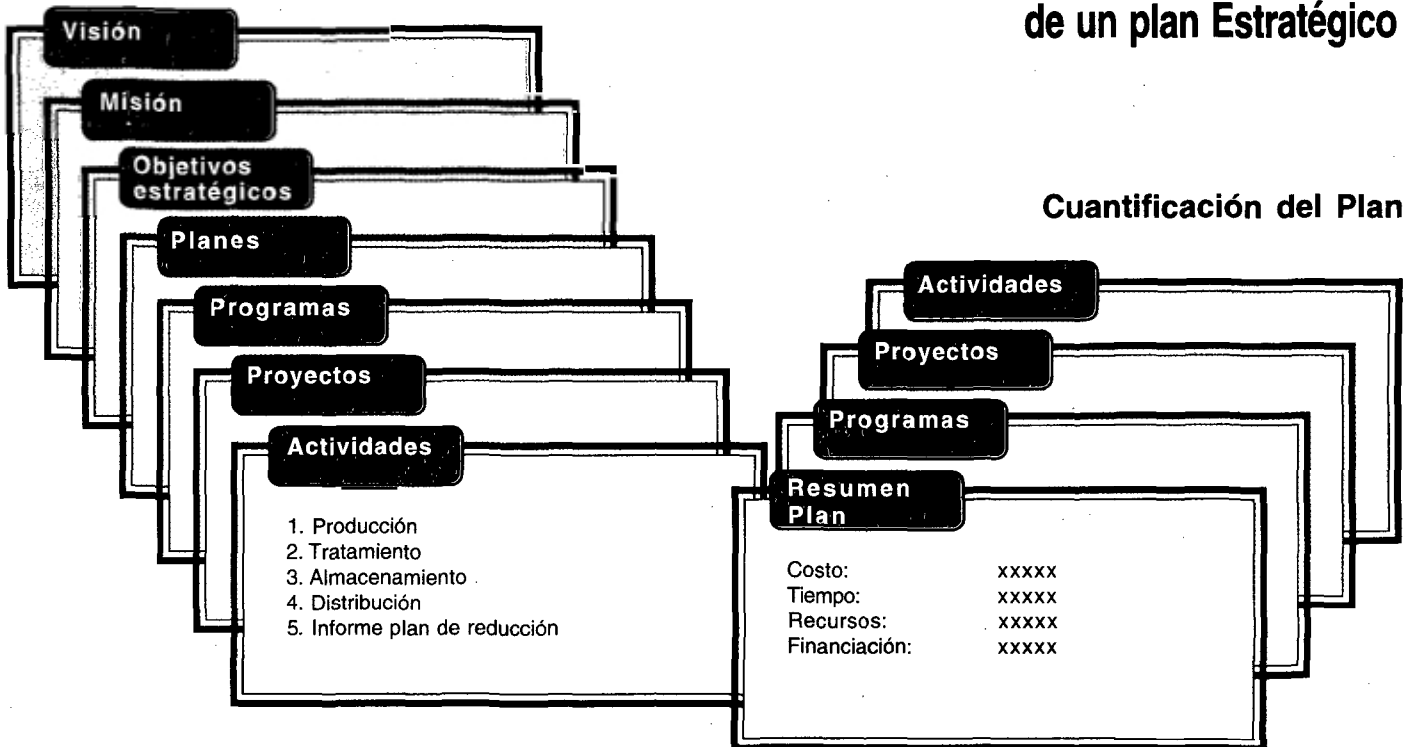 de un plan Estratégico
Visión
Misión
Objetivos
estratégicos
Planes
Programas
Proyectos
Actividades
1. Producción
2. Tratamiento
3. Almacenamiento
4. Distribución
5. Informe plan de reducción
Cuantificación del Plan
Actividades
Proyectos
Programas
Resumen
Plan
Costo: xxxxx
Tiempo: xxxxx
Recursos: xxxxx
Financiación: xxxxx